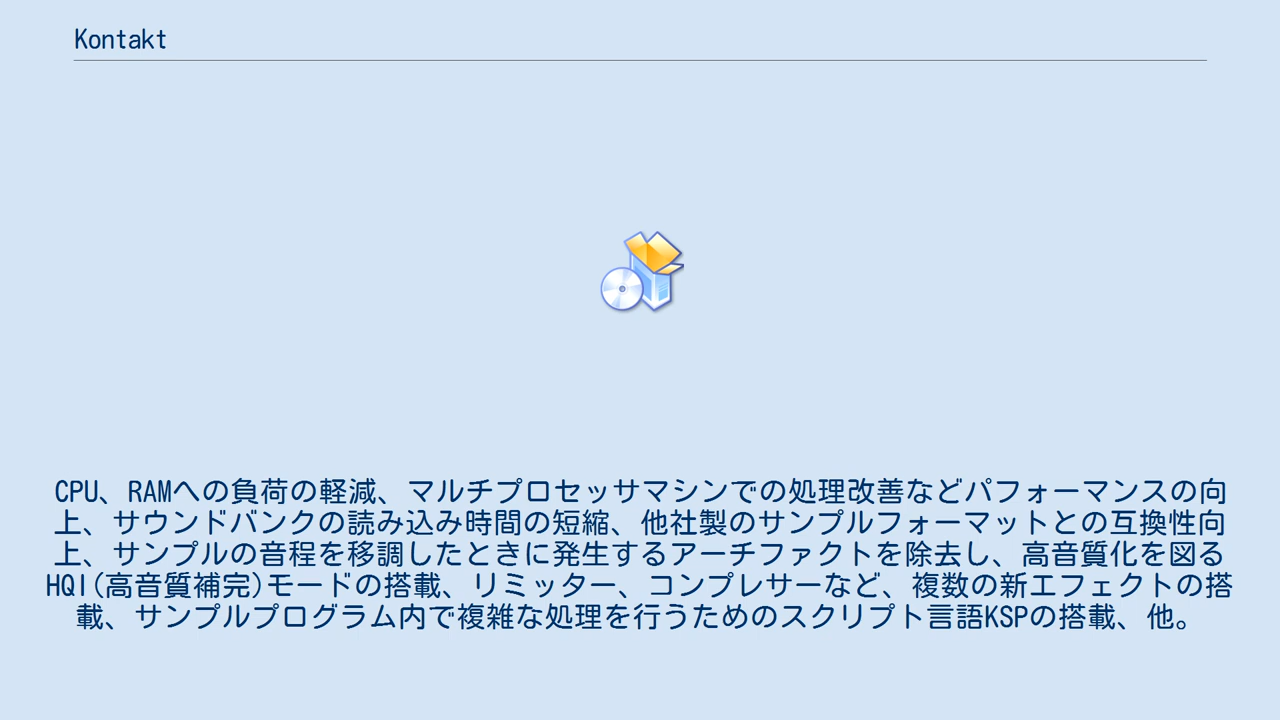 Kontakt
CPU、RAMへの負荷の軽減、マルチプロセッサマシンでの処理改善などパフォーマンスの向
上、サウンドバンクの読み込み時間の短縮、他社製のサンプルフォーマットとの互換性向
上、サンプルの音程を移調したときに発生するアーチファクトを除去し、高音質化を図る
HQI(高音質補完)モードの搭載、リミッター、コンプレサーなど、複数の新エフェクトの搭
載、サンプルプログラム内で複雑な処理を行うためのスクリプト言語KSPの搭載、他。